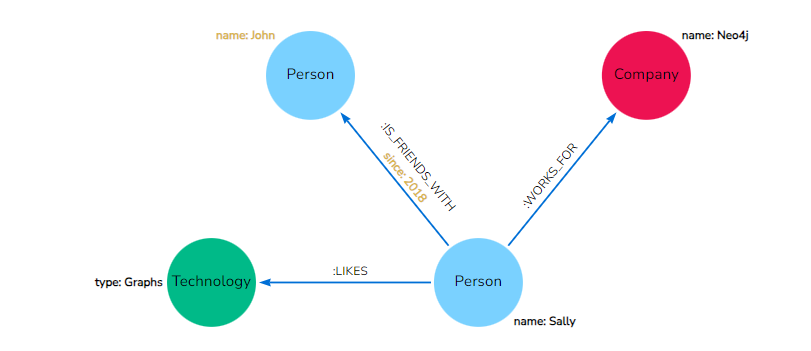 name: John
name: Neo4j
Person
Company
:IS_FRIENDS_WITH
since: 2018
:WORKS_FOR
:LIKES
type: Graphs
Technology
Person
name: Sally